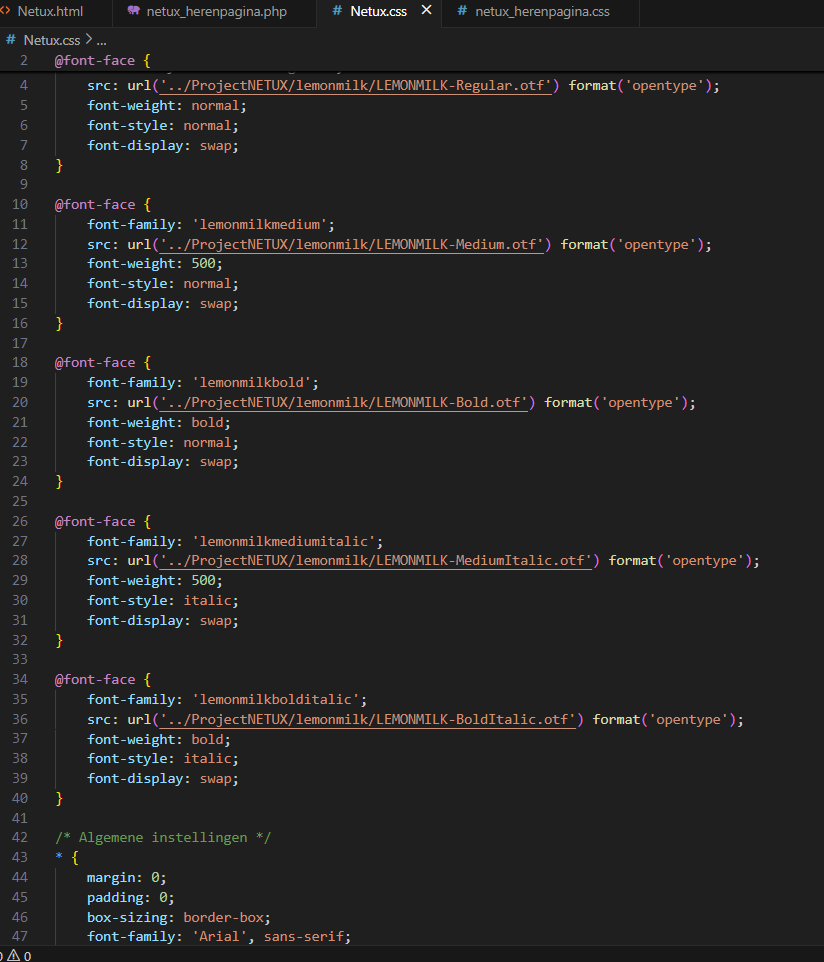 <> Netux.html netux_herenpagina.php # Netux.css × # netux_herenpagina.css
# Netux.css > ...
2 @font-face {
4 src: url('../ProjectNETUX/lemonmilk/LEMONMILK-Regular.otf') format('opentype');
5 font-weight: normal;
6 font-style: normal;
7 font-display: swap;
8 }
9
10 @font-face {
11 font-family: 'lemonmilkmedium';
12 src: url('../ProjectNETUX/lemonmilk/LEMONMILK-Medium.otf') format('opentype');
13 font-weight: 500;
14 font-style: normal;
15 font-display: swap;
16 }
17
18 @font-face {
19 font-family: 'lemonmilkbold';
20 src: url('../ProjectNETUX/lemonmilk/LEMONMILK-Bold.otf') format('opentype');
21 font-weight: bold;
22 font-style: normal;
23 font-display: swap;
24 }
25
26 @font-face {
27 font-family: 'lemonmilkmediumitalic';
28 src: url('../ProjectNETUX/lemonmilk/LEMONMILK-MediumItalic.otf') format('opentype');
29 font-weight: 500;
30 font-style: italic;
31 font-display: swap;
32 }
33
34 @font-face {
35 font-family: 'lemonmilkbolditalic';
36 src: url('../ProjectNETUX/lemonmilk/LEMONMILK-BoldItalic.otf') format('opentype');
37 font-weight: bold;
38 font-style: italic;
39 font-display: swap;
40 }
41
42 /* Algemene instellingen */
43 * {
44 margin: 0;
45 padding: 0;
46 box-sizing: border-box;
47 font-family: 'Arial', sans-serif;
0 ⚠ 0